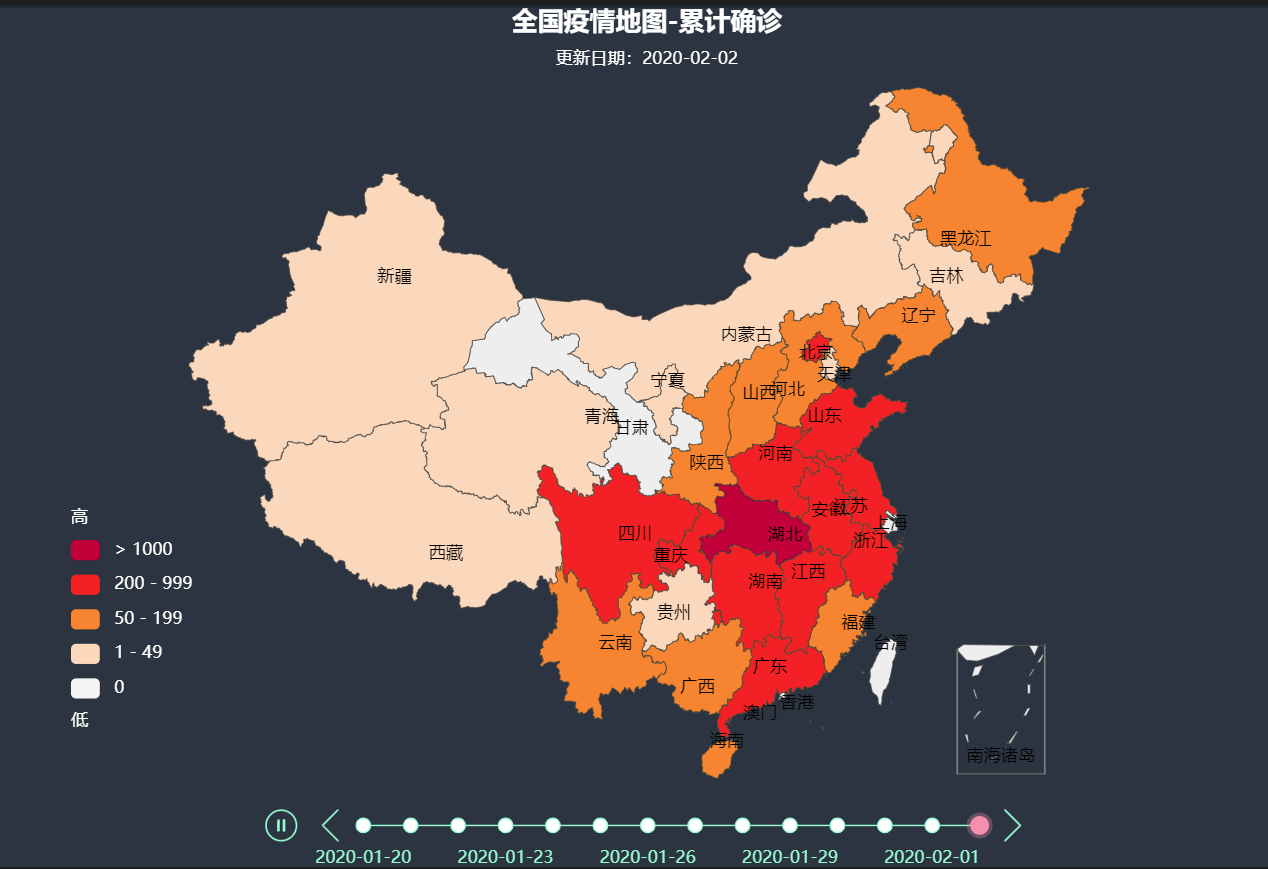 全国疫情地图-累计确诊
更新日期：2020-02-02
黑龙江
新疆
吉林
辽宁
内蒙古
北京
天津
宁夏
山西
河北
青海
甘肃
山东
陕西
河南
安徽
江苏
上海
高
四川
湖北
浙江
> 1000
西藏
重庆
200 - 999
湖南
江西
50 - 199
贵州
福建
云南
台湾
1 - 49
广东
0
广西
香港
低
澳门
海南
南海诸岛
2020-01-20
2020-01-23
2020-01-26
2020-01-29
2020-02-01